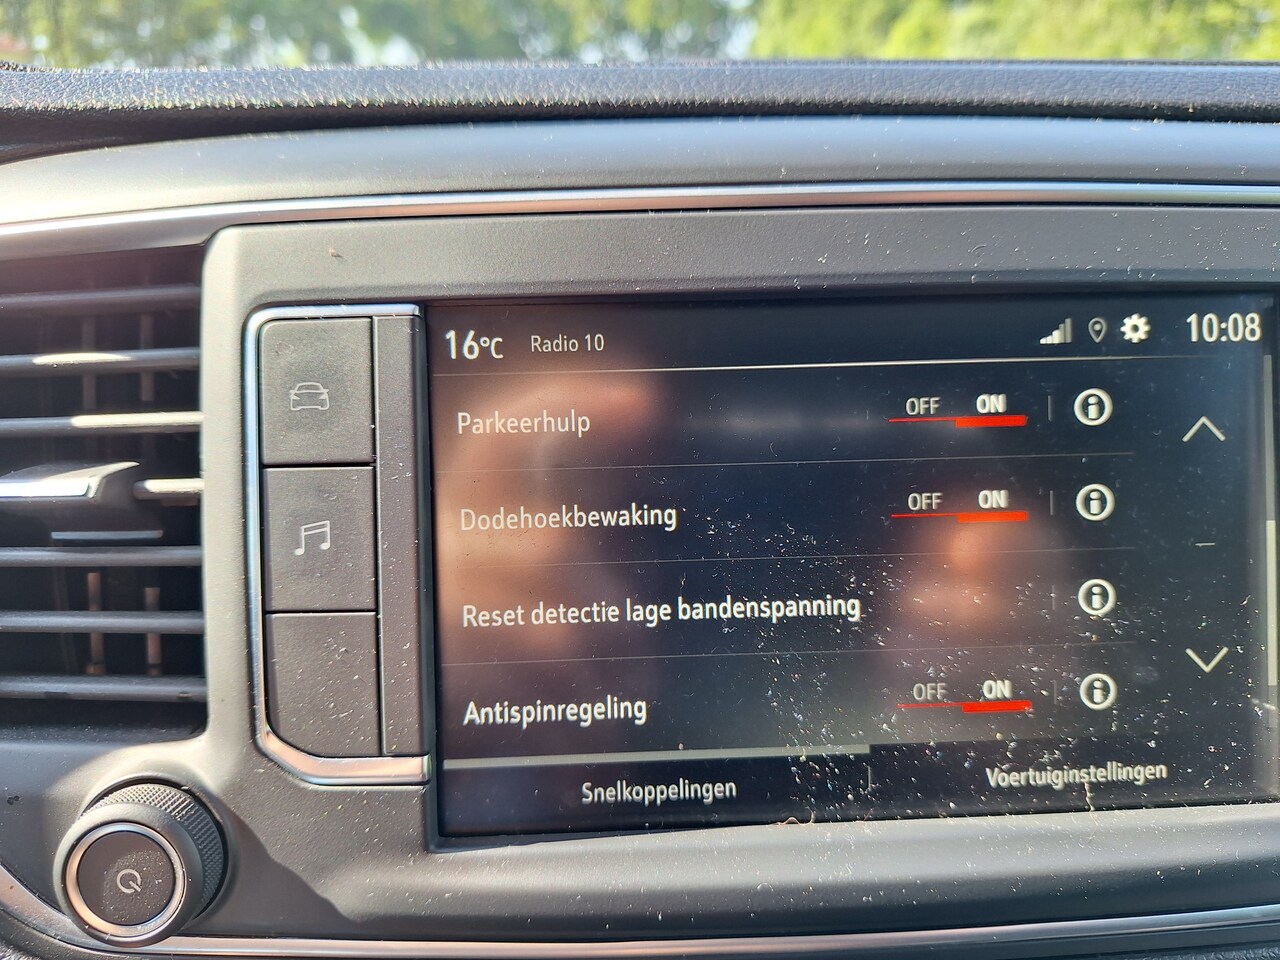 16°C Radio 10 10:08
Parkeerhulp OFF ON
Dodehoekbewaking OFF ON
Reset detectie lage bandenspanning
Antispinregeling OFF ON
Snelkoppelingen Voertuiginstellingen